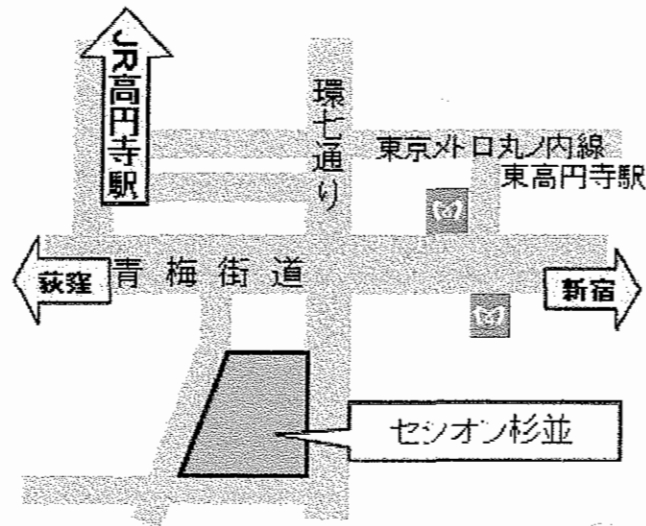 JR高円寺駅
環七通り
東京メトロ丸ノ内線
東高円寺駅
青梅街道
荻窪
新宿
セシオン杉並